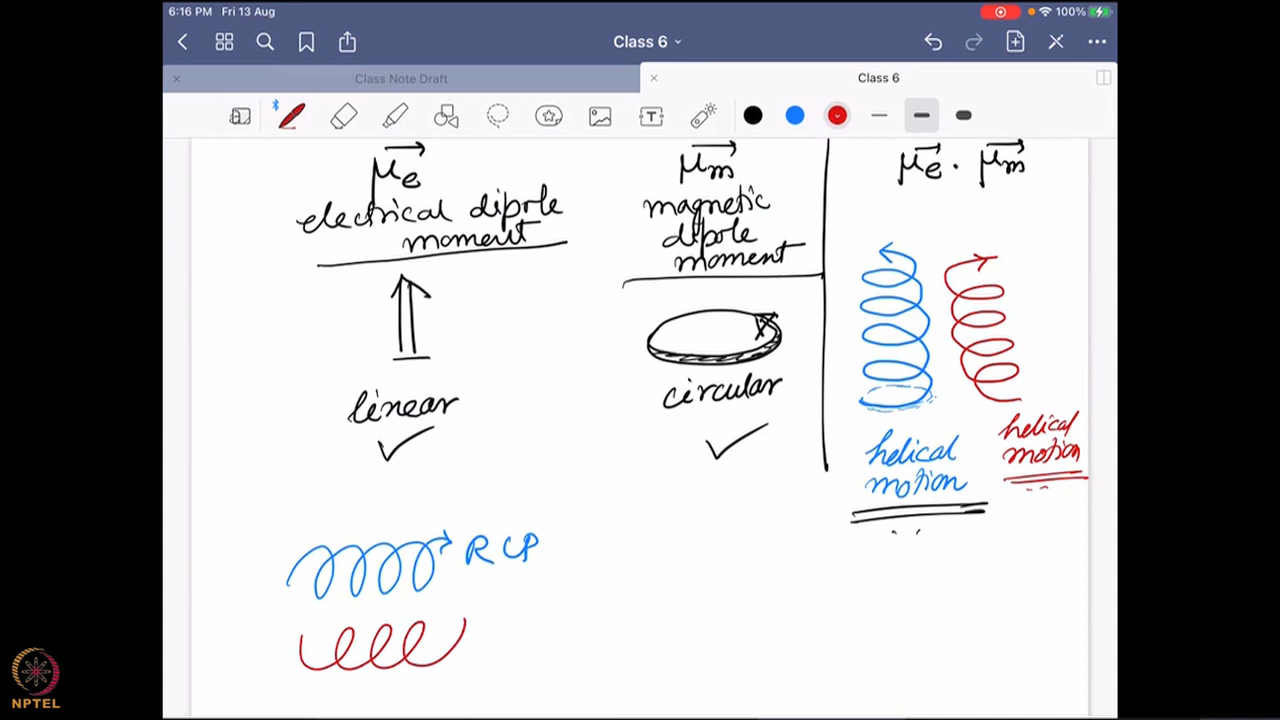 6:16 PM Fri 13 Aug
100%
Class 6
Class Note Draft
Class 6
T
μe
electrical dipole
moment
linear
μm
magnetic
dipole
moment
circular
μe · μm
helical
motion
helical
motion
RCP
NPTEL